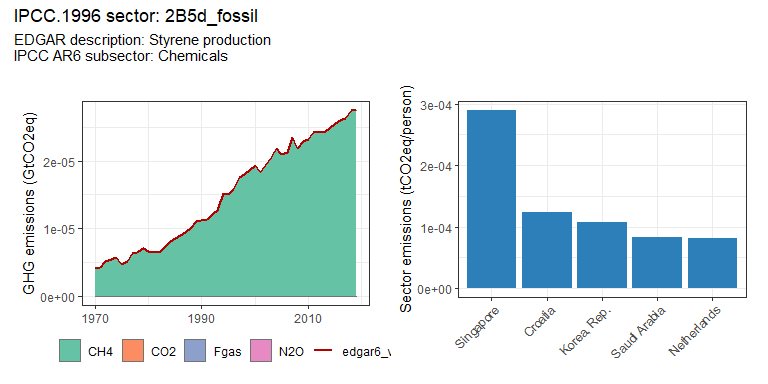 IPCC.1996 sector: 2B5d_fossil
EDGAR description: Styrene production
IPCC AR6 subsector: Chemicals
GHG emissions (GtCO2eq)
2e-05
1e-05
0e+00
1970
1990
2010
CH4
CO2
Fgas
N2O
edgar6_v
Sector emissions (tCO2eq/person)
3e-04
2e-04
1e-04
0e+00
Singapore
Croatia
Korea, Rep.
Saudi Arabia
Netherlands